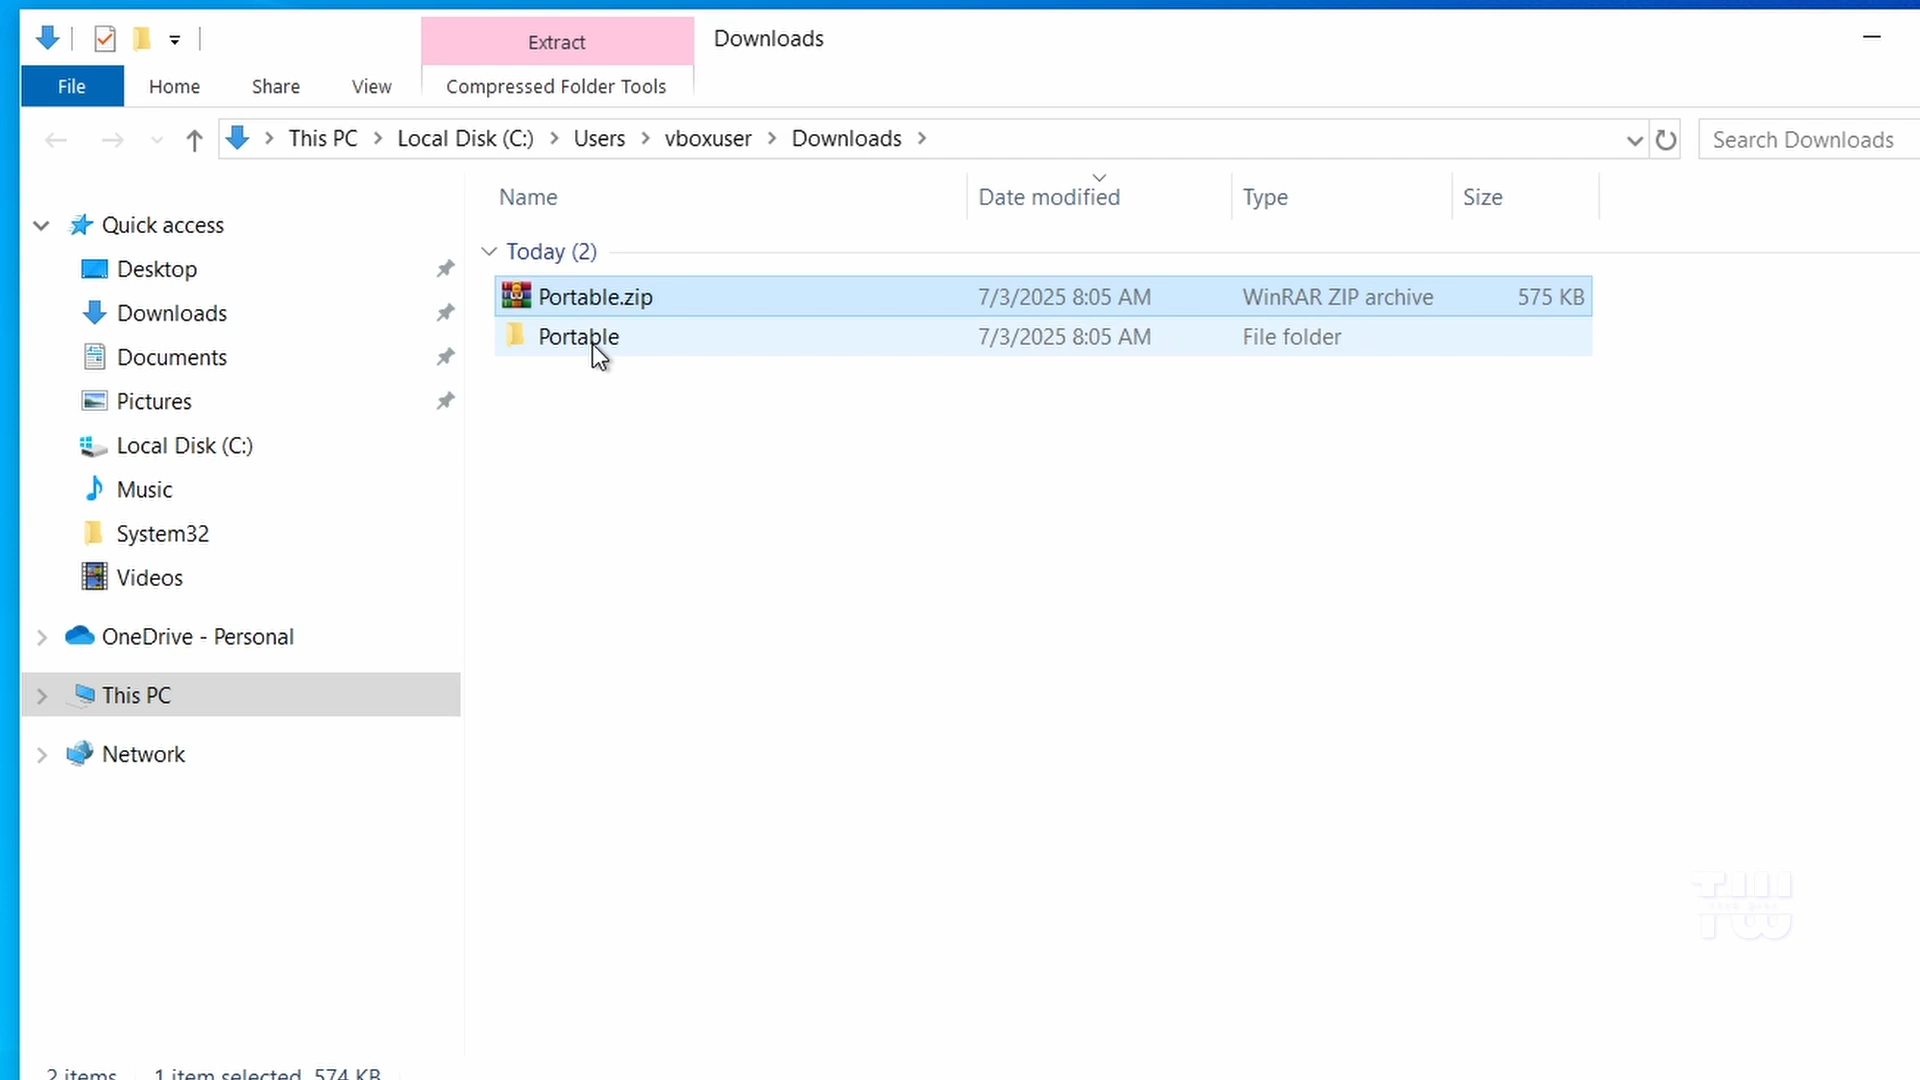 Extract
Downloads
File
Home
Share
View
Compressed Folder Tools
This PC
Local Disk (C:)
Users
vboxuser
Downloads
Search Downloads
Name
Date modified
Type
Size
Quick access
Desktop
Downloads
Documents
Pictures
Local Disk (C:)
Music
System32
Videos
OneDrive - Personal
This PC
Network
Today (2)
Portable.zip 7/3/2025 8:05 AM WinRAR ZIP archive 575 KB
Portable 7/3/2025 8:05 AM File folder
2 items 1 item selected 574 KB